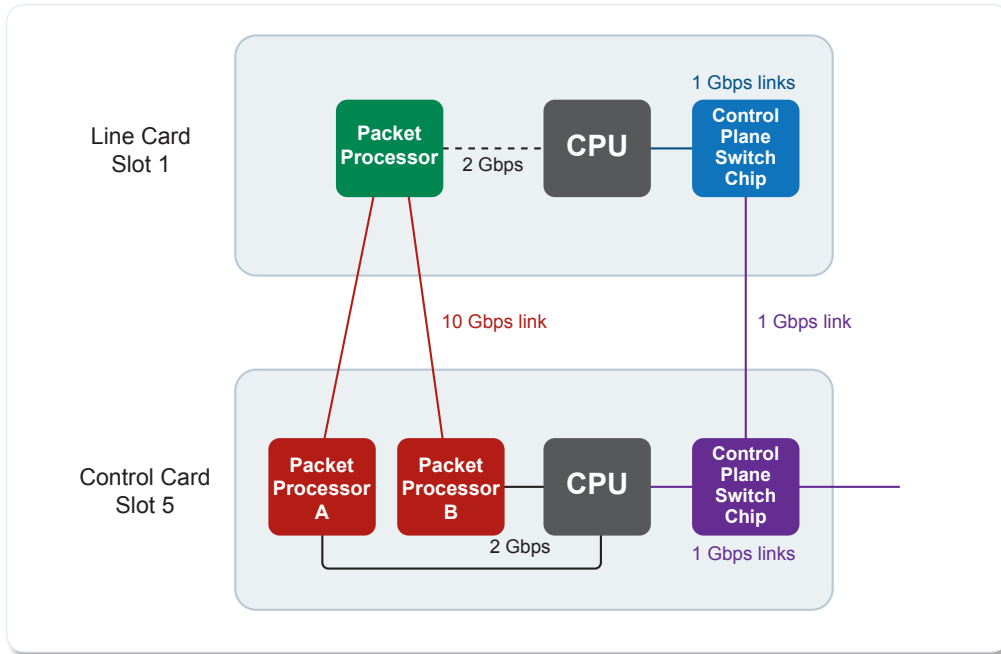 1 Gbps links
Line Card
Slot 1
Packet
Processor
2 Gbps
CPU
Control
Plane
Switch
Chip
10 Gbps link
1 Gbps link
Control Card
Slot 5
Packet
Processor
A
Packet
Processor
B
2 Gbps
CPU
Control
Plane
Switch
Chip
1 Gbps links